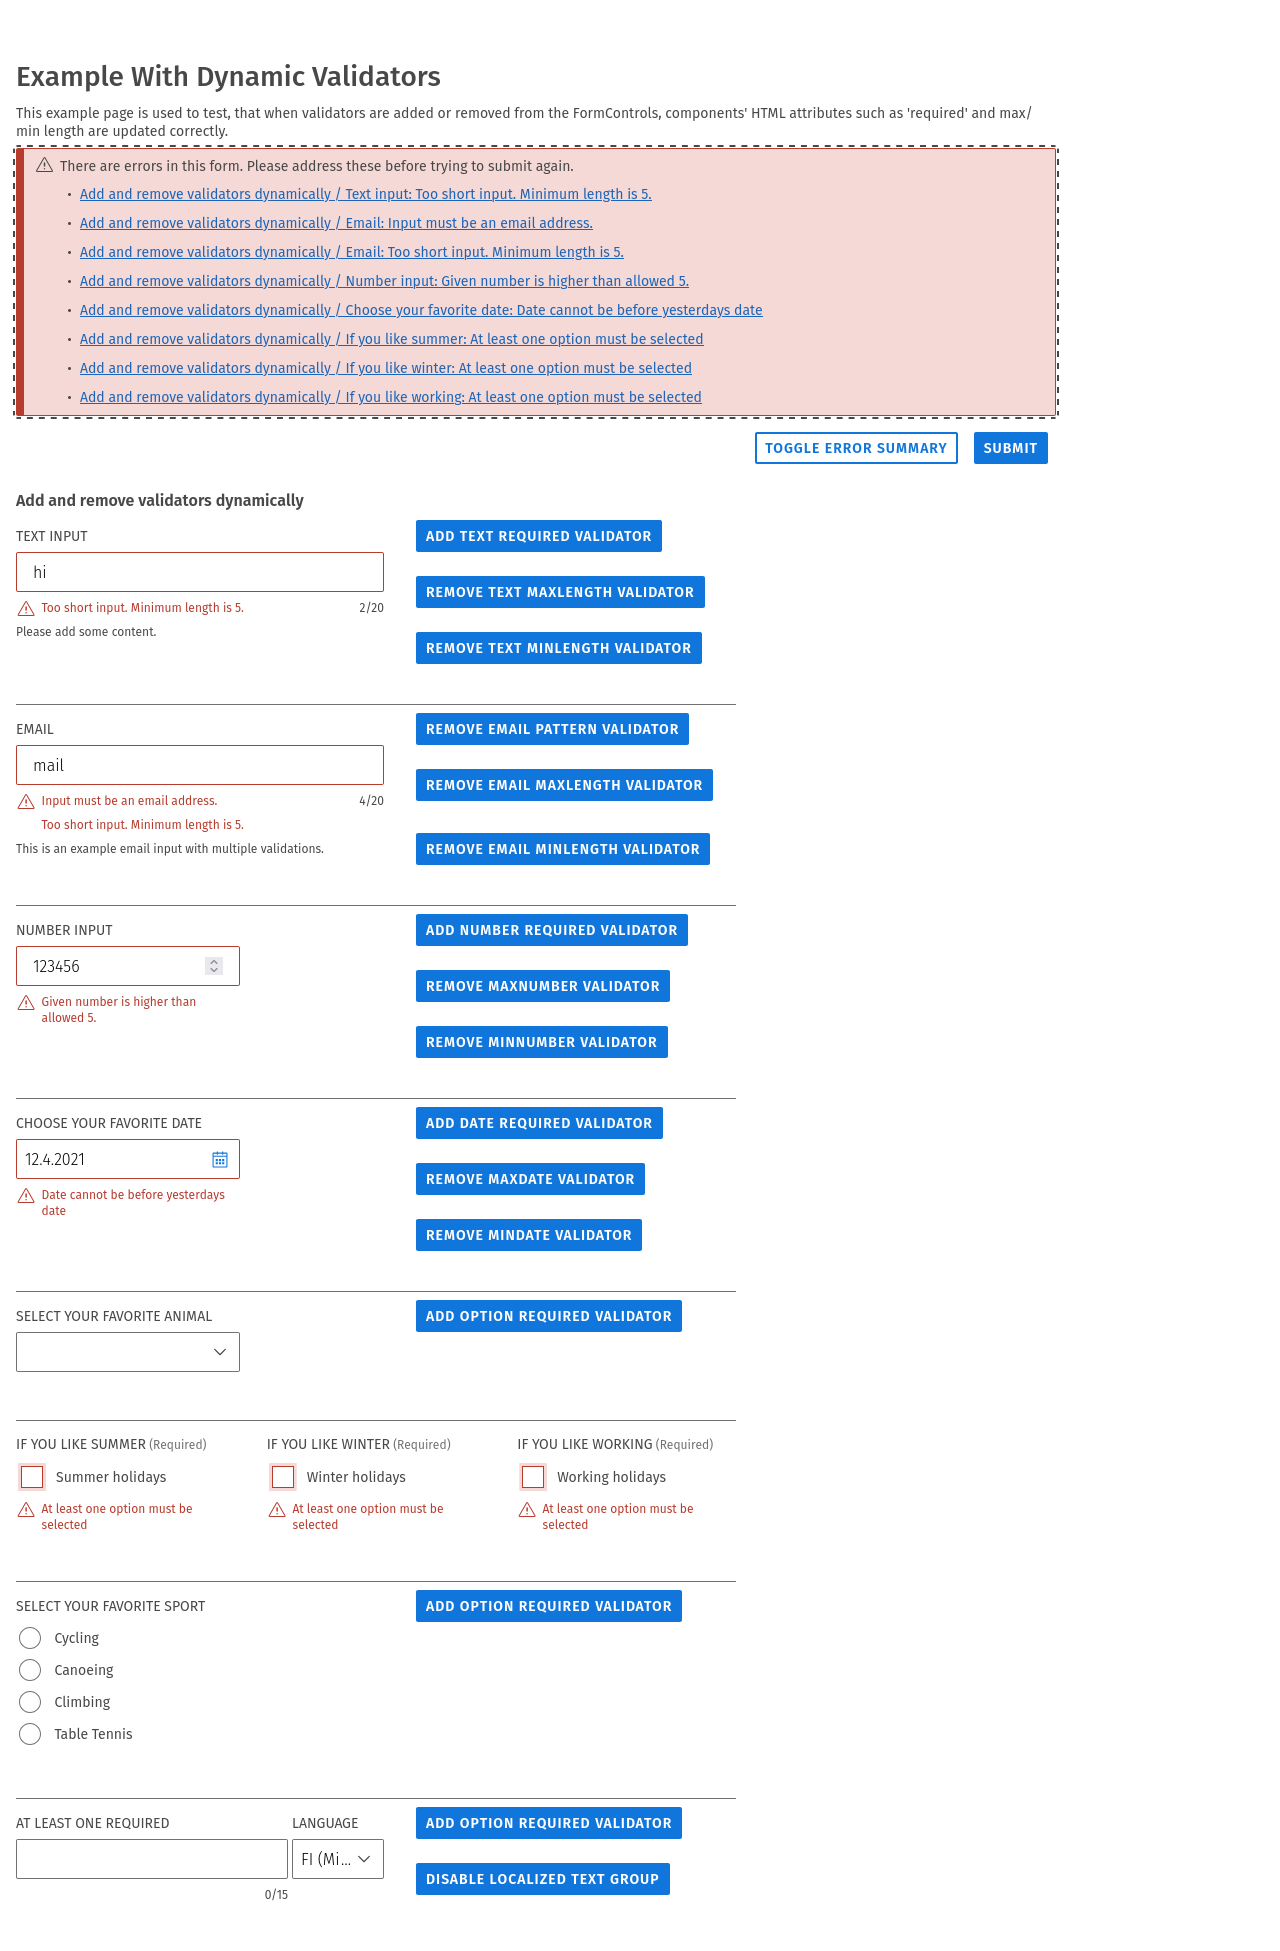 Example With Dynamic Validators
This example page is used to test, that when validators are added or removed from the FormControls, components' HTML attributes such as 'required' and max/
min length are updated correctly.
There are errors in this form. Please address these before trying to submit again.
• Add and remove validators dynamically / Text input: Too short input. Minimum length is 5.
• Add and remove validators dynamically / Email: Input must be an email address.
• Add and remove validators dynamically / Email: Too short input. Minimum length is 5.
• Add and remove validators dynamically / Number input: Given number is higher than allowed 5.
• Add and remove validators dynamically / Choose your favorite date: Date cannot be before yesterdays date
• Add and remove validators dynamically / If you like summer: At least one option must be selected
• Add and remove validators dynamically / If you like winter: At least one option must be selected
• Add and remove validators dynamically / If you like working: At least one option must be selected
TOGGLE ERROR SUMMARY
SUBMIT
Add and remove validators dynamically
TEXT INPUT
hi
Too short input. Minimum length is 5.
2/20
Please add some content.
ADD TEXT REQUIRED VALIDATOR
REMOVE TEXT MAXLENGTH VALIDATOR
REMOVE TEXT MINLENGTH VALIDATOR
EMAIL
mail
Input must be an email address.
4/20
Too short input. Minimum length is 5.
This is an example email input with multiple validations.
REMOVE EMAIL PATTERN VALIDATOR
REMOVE EMAIL MAXLENGTH VALIDATOR
REMOVE EMAIL MINLENGTH VALIDATOR
NUMBER INPUT
123456
Given number is higher than
allowed 5.
ADD NUMBER REQUIRED VALIDATOR
REMOVE MAXNUMBER VALIDATOR
REMOVE MINNUMBER VALIDATOR
CHOOSE YOUR FAVORITE DATE
12.4.2021
Date cannot be before yesterdays
date
ADD DATE REQUIRED VALIDATOR
REMOVE MAXDATE VALIDATOR
REMOVE MINDATE VALIDATOR
SELECT YOUR FAVORITE ANIMAL
ADD OPTION REQUIRED VALIDATOR
IF YOU LIKE SUMMER (Required)
Summer holidays
At least one option must be
selected
IF YOU LIKE WINTER (Required)
Winter holidays
At least one option must be
selected
IF YOU LIKE WORKING (Required)
Working holidays
At least one option must be
selected
SELECT YOUR FAVORITE SPORT
Cycling
Canoeing
Climbing
Table Tennis
ADD OPTION REQUIRED VALIDATOR
AT LEAST ONE REQUIRED
0/15
LANGUAGE
FI (Mi...
ADD OPTION REQUIRED VALIDATOR
DISABLE LOCALIZED TEXT GROUP